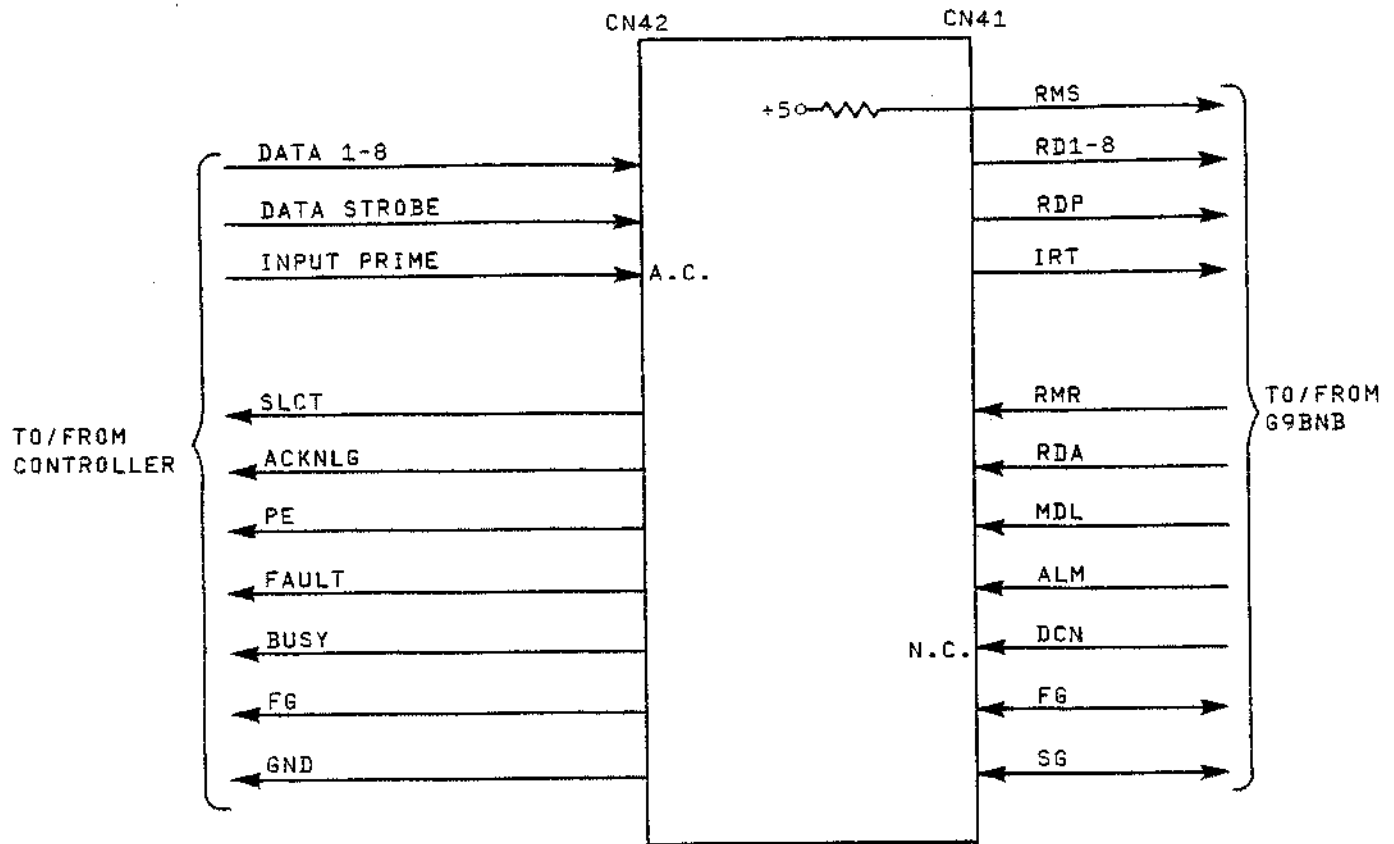 CN42
CN41
+5
RMS
DATA 1-8
RD1-8
DATA STROBE
RDP
INPUT PRIME
A.C.
IRT
SLCT
RMR
TO/FROM
CONTROLLER
TO/FROM
G9BNB
ACKNLG
RDA
PE
MDL
FAULT
ALM
BUSY
N.C.
DCN
FG
FG
GND
SG